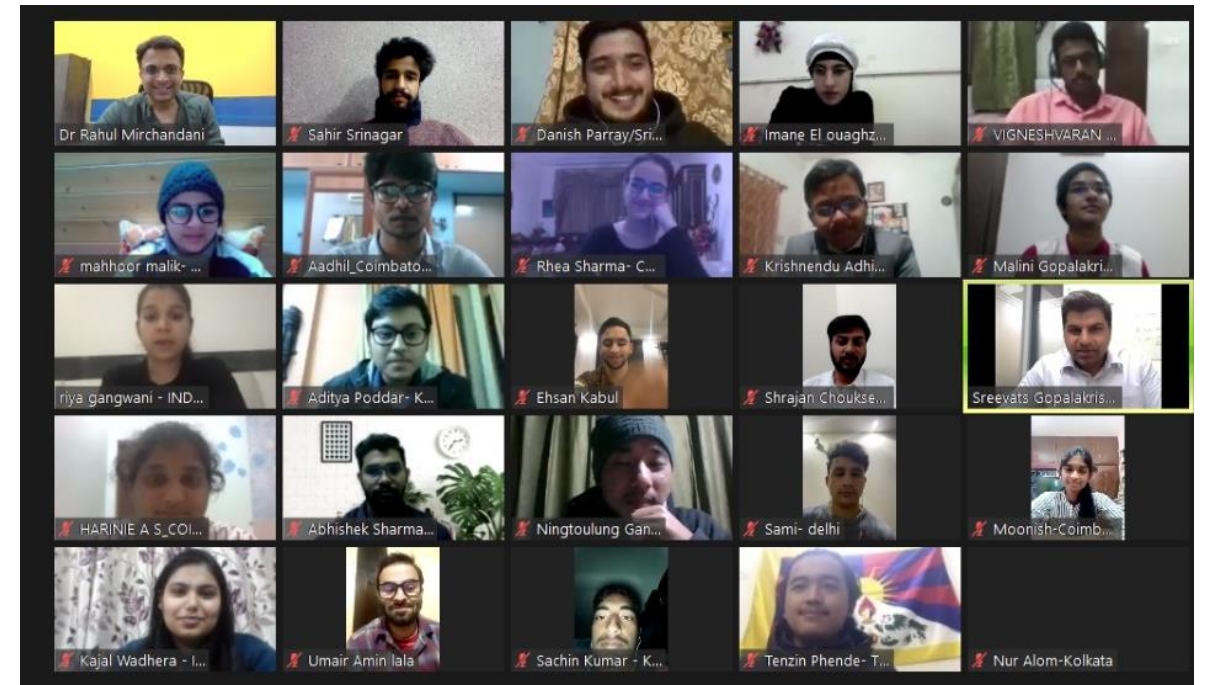 Dr Rahul Mirchandani
Sahir Srinagar
Danish Parray/Sri...
Imane El ouaghz...
VIGNESHVARAN ...
mahhoor malik- ...
Aadhil_Coimbato...
Rhea Sharma- C...
Krishnendu Adhi...
Malini Gopalakri...
riya gangwani - IND...
Aditya Poddar- K...
Ehsan Kabul
Shrajan Choukse...
Sreevats Gopalakris...
HARINIE A S_COI...
Abhishek Sharma...
Ningtoulung Gan...
Sami- delhi
Moonish-Coimb...
Kajal Wadhera - I...
Umair Amin lala
Sachin Kumar - K...
Tenzin Phende- T...
Nur Alom-Kolkata